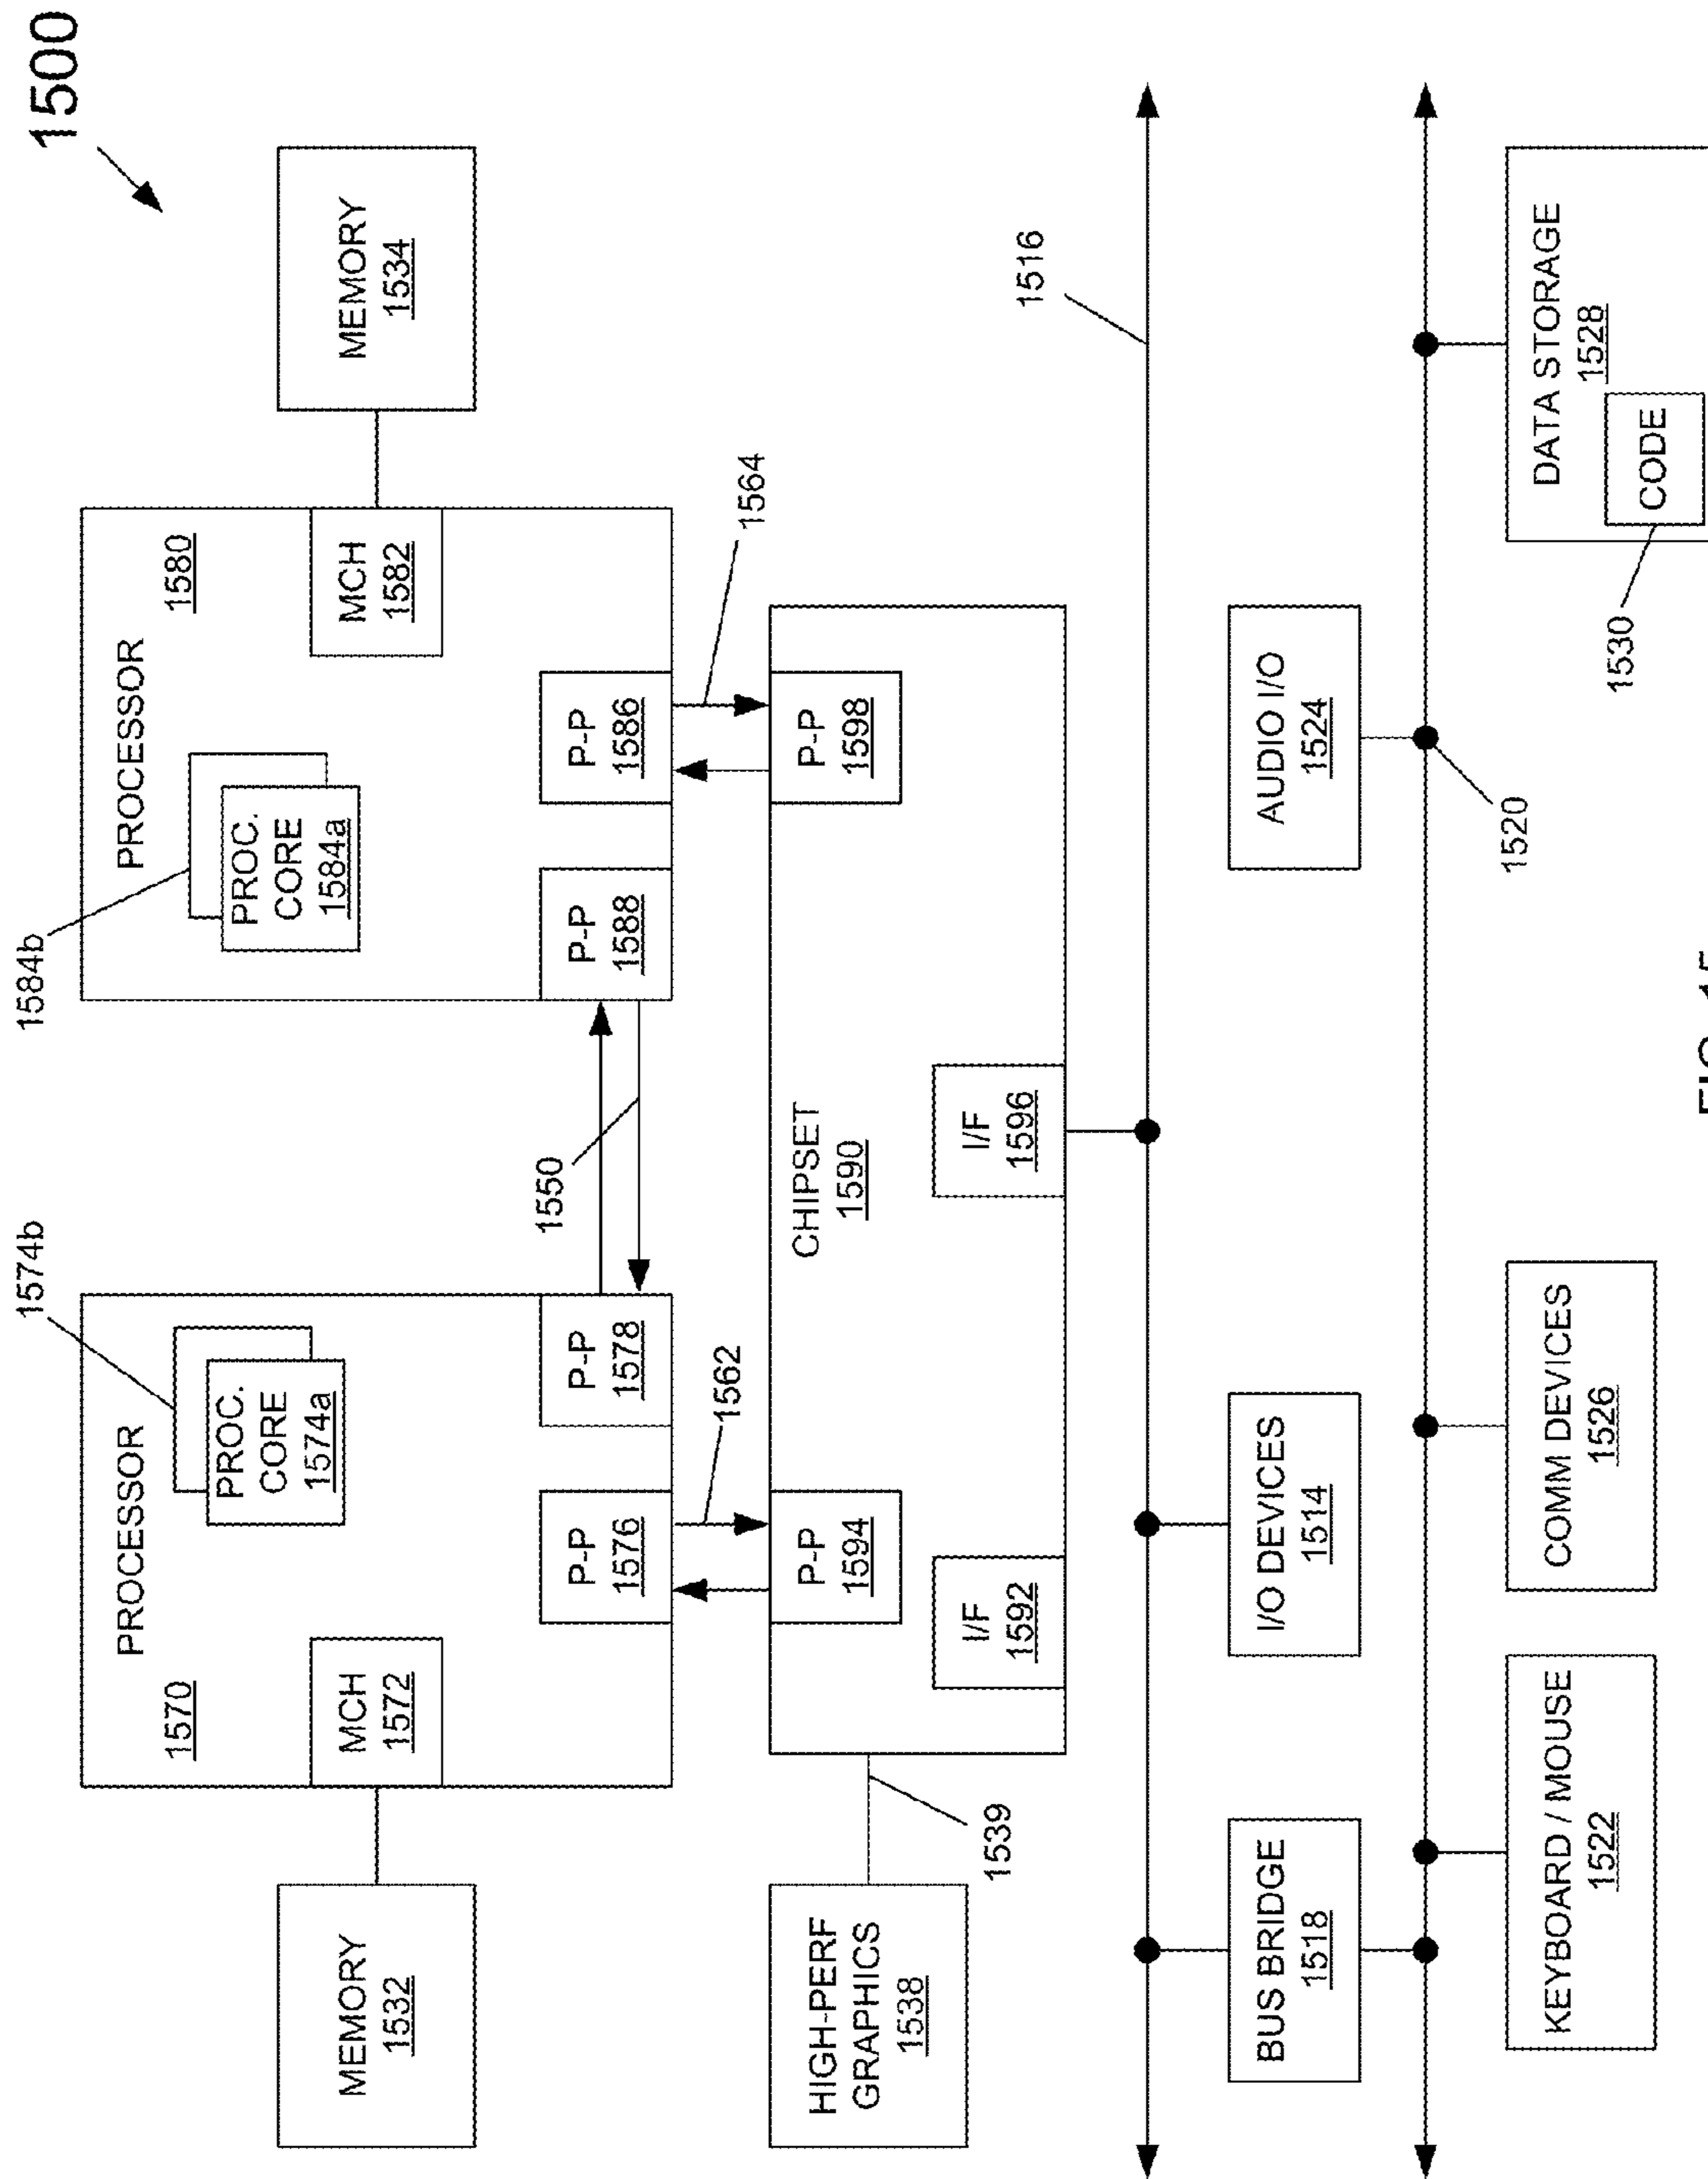 1500
1574b
1584b
PROCESSOR
1570
PROC.
CORE
1574a
MCH
1572
P-P
1576
P-P
1578
MEMORY
1532
PROCESSOR
1580
PROC.
CORE
1584a
MCH
1582
P-P
1588
P-P
1586
MEMORY
1534
1550
1562
1564
HIGH-PERF
GRAPHICS
1538
1539
P-P
1594
CHIPSET
1590
P-P
1598
I/F
1592
I/F
1596
1516
BUS BRIDGE
1518
I/O DEVICES
1514
AUDIO I/O
1524
1520
KEYBOARD / MOUSE
1522
COMM DEVICES
1526
DATA STORAGE
1528
CODE
1530
FIG. 15